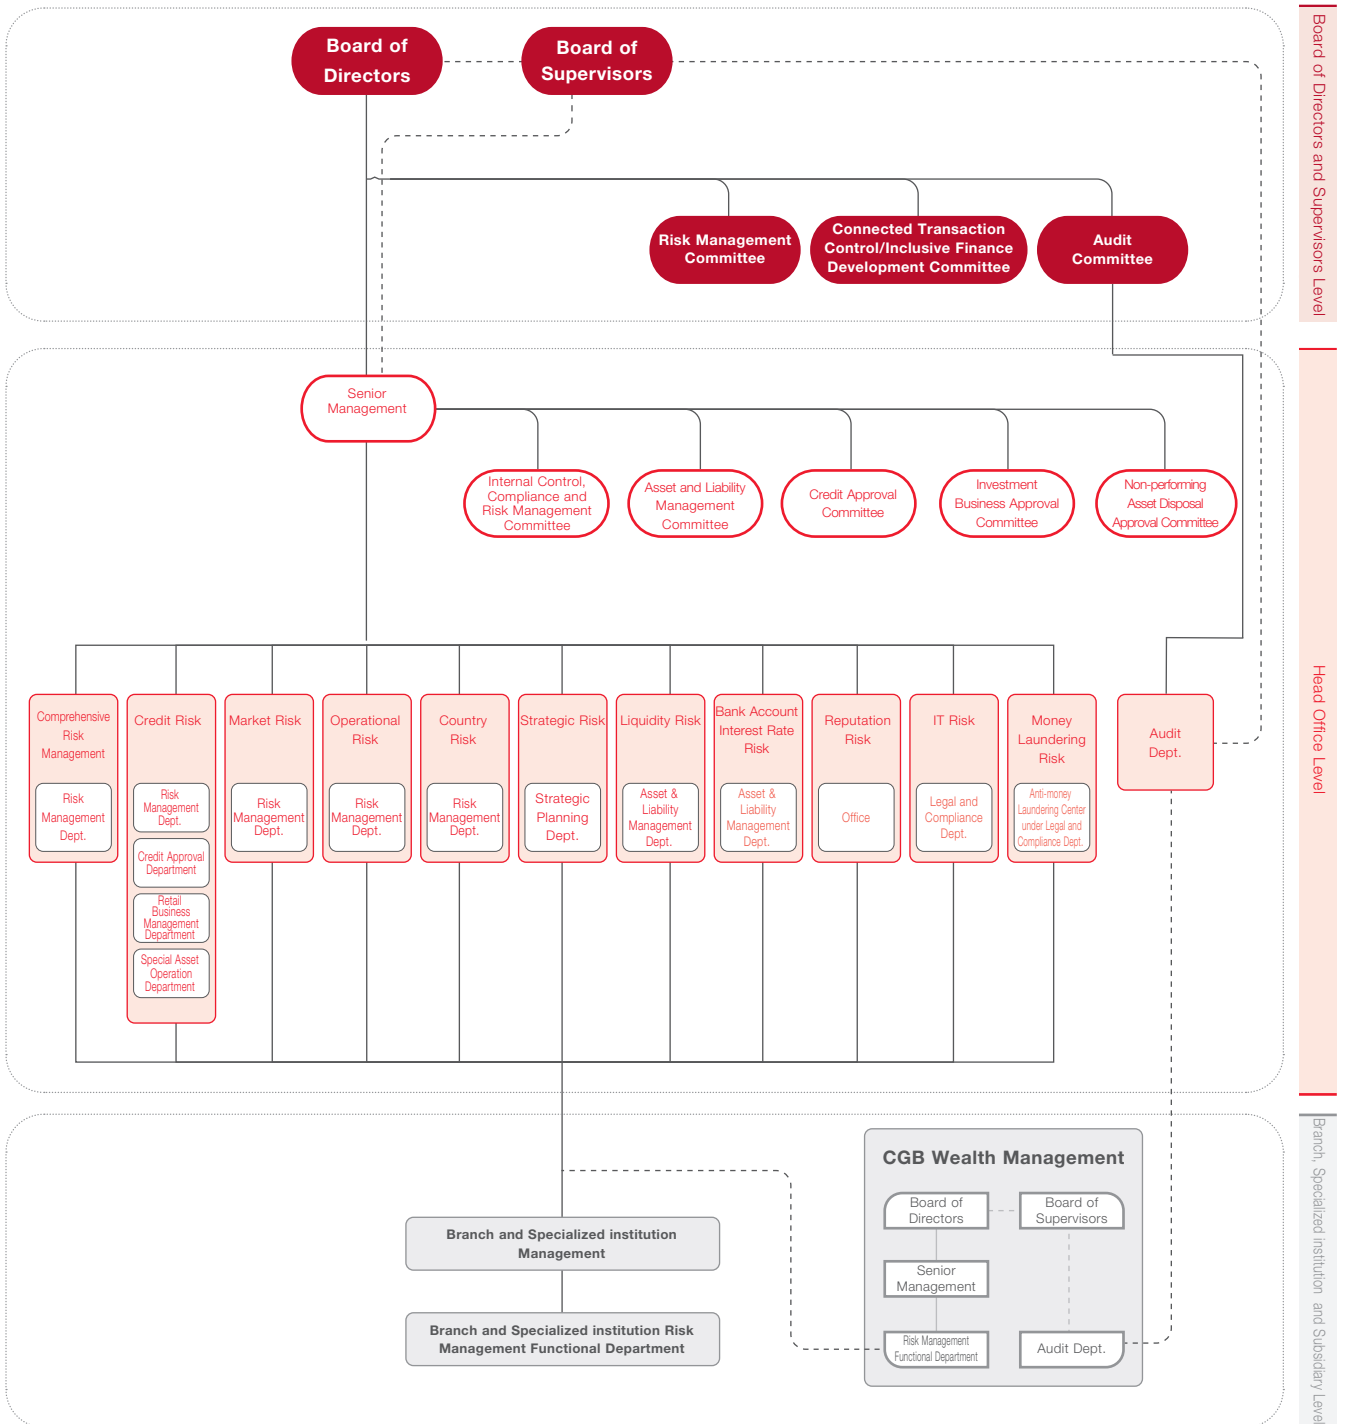 Board of
Directors
Board of
Supervisors
Risk Management
Committee
Connected Transaction
Control/Inclusive Finance
Development Committee
Audit
Committee
Board of Directors and Supervisors Level
Senior
Management
Internal Control,
Compliance and
Risk Management
Committee
Asset and Liability
Management
Committee
Credit Approval
Committee
Investment
Business Approval
Committee
Non-performing
Asset Disposal
Approval Committee
Comprehensive
Risk
Management
Risk
Management
Dept.
Credit Risk
Risk
Management
Dept.
Credit Approval
Department
Retail
Business
Management
Department
Special Asset
Operation
Department
Market Risk
Risk
Management
Dept.
Operational
Risk
Risk
Management
Dept.
Country
Risk
Risk
Management
Dept.
Strategic Risk
Strategic
Planning
Dept.
Liquidity Risk
Asset &
Liability
Management
Dept.
Bank Account
Interest Rate
Risk
Asset &
Liability
Management
Dept.
Reputation
Risk
Office
IT Risk
Legal and
Compliance
Dept.
Money
Laundering
Risk
Anti-money
Laundering Center
under Legal and
Compliance Dept.
Audit
Dept.
Head Office Level
Branch and Specialized institution
Management
Branch and Specialized institution Risk
Management Functional Department
CGB Wealth Management
Board of
Directors
Board of
Supervisors
Senior
Management
Risk Management
Functional Department
Audit Dept.
Branch, Specialized institution and Subsidiary Level